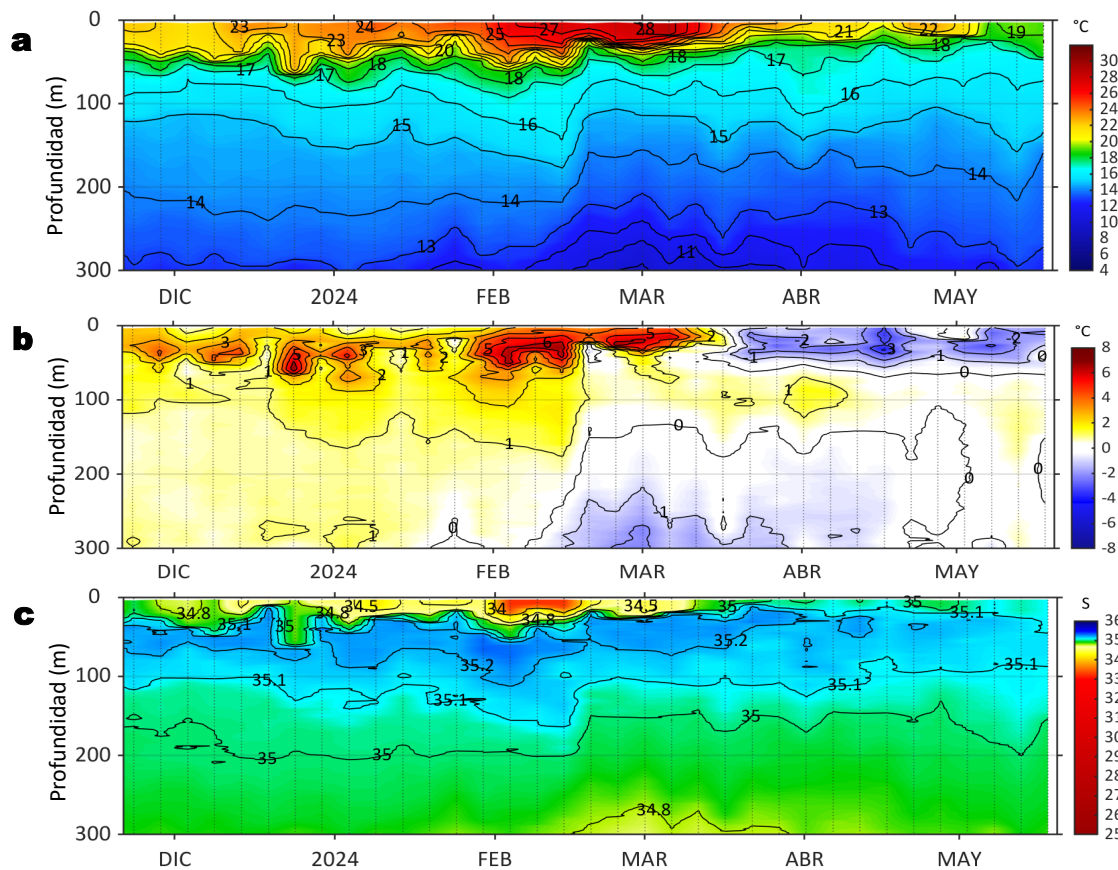 a
°C
0
100
200
300
Profundidad (m)
23 24 23 20 25 27 28 21 22 19
17 17 18 18 18 17 18
16 16
15 15
14 14 14
13 13
11
30
28
26
24
22
20
18
16
14
12
10
8
6
4
DIC 2024 FEB MAR ABR MAY
b
°C
0
100
200
300
Profundidad (m)
3 5 3 1 2 5 6 5 2 -2 -3 -2
1 1 2 1 -1 0
0
1
1 0
0 0
1 0 -1
8
6
4
2
0
-2
-4
-6
-8
DIC 2024 FEB MAR ABR MAY
c
S
0
100
200
300
Profundidad (m)
34.8 34.8 34.5 34 34.8 34.5 35 35
35.1 35 35.2 35.1
35.2 35.1
35.1 35.1 35.1
35 35 35
34.8
36
35
34
33
32
31
30
29
28
27
26
25
DIC 2024 FEB MAR ABR MAY